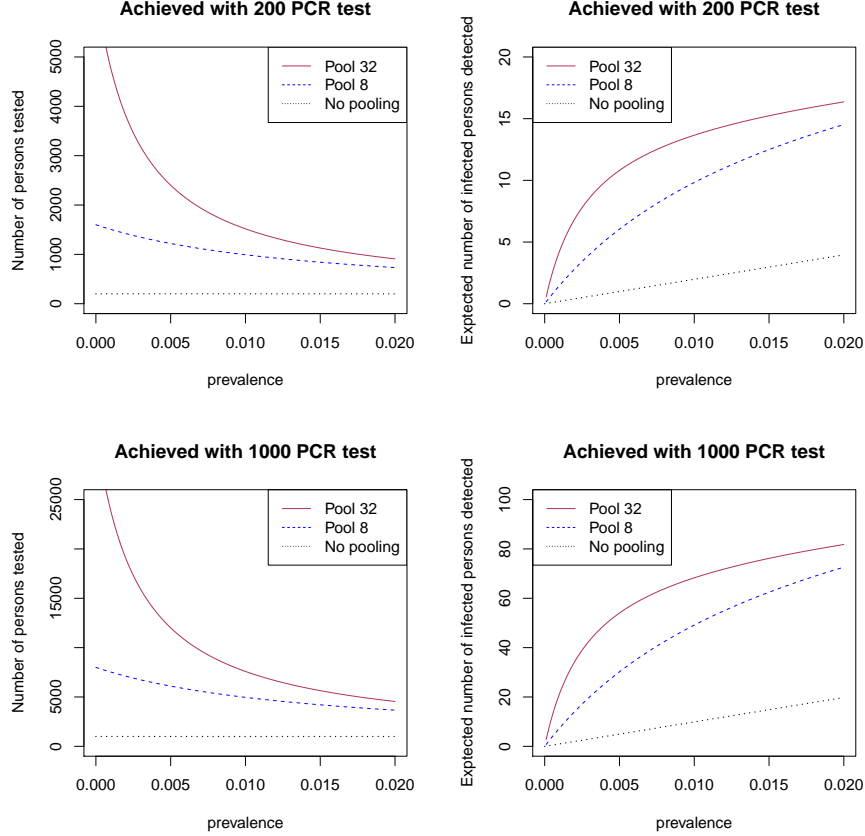 Achieved with 200 PCR test
Number of persons tested
5000
4000
3000
2000
1000
0
Pool 32
Pool 8
No pooling
0.000 0.005 0.010 0.015 0.020
prevalence
Achieved with 200 PCR test
Exptected number of infected persons detected
20
15
10
5
0
Pool 32
Pool 8
No pooling
0.000 0.005 0.010 0.015 0.020
prevalence
Achieved with 1000 PCR test
Number of persons tested
25000
15000
5000
0
Pool 32
Pool 8
No pooling
0.000 0.005 0.010 0.015 0.020
prevalence
Achieved with 1000 PCR test
Exptected number of infected persons detected
100
80
60
40
20
0
Pool 32
Pool 8
No pooling
0.000 0.005 0.010 0.015 0.020
prevalence